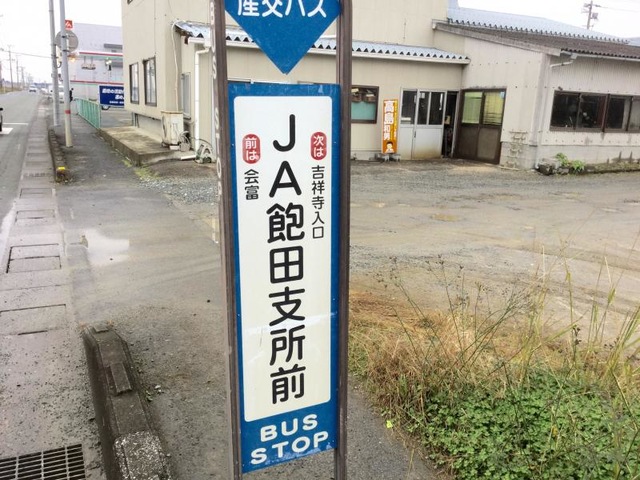 産交バス
次は 吉祥寺入口
JA飽田支所前
前は 会富
BUS
STOP